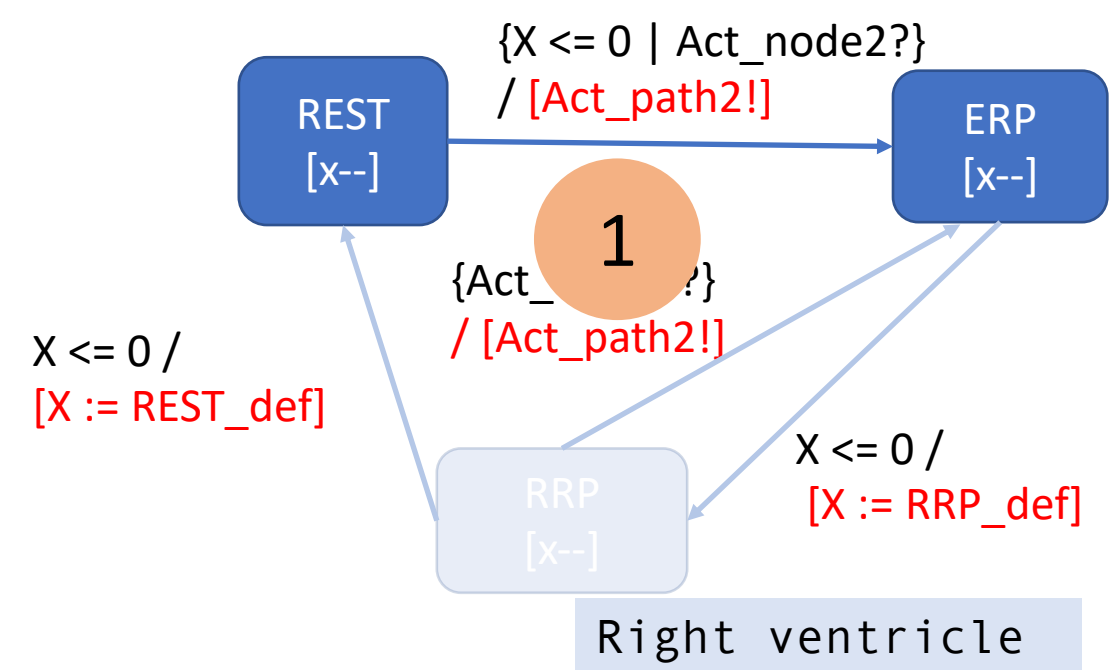 {X <= 0 | Act_node2?}
/ [Act_path2!]
REST
[x--]
ERP
[x--]
1
{Act_ ?}
/ [Act_path2!]
X <= 0 /
[X := REST_def]
X <= 0 /
[X := RRP_def]
RRP
[x--]
Right ventricle